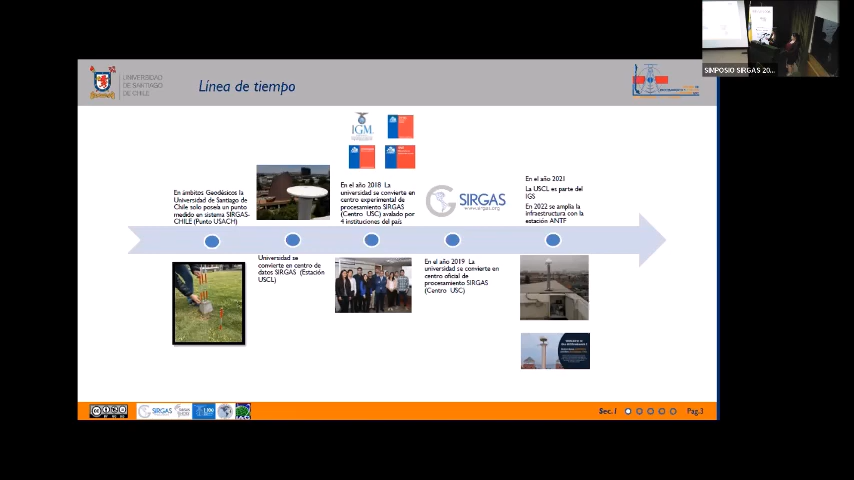 SIMPOSIO SIRGAS 20...
UNIVERSIDAD
DE SANTIAGO
DE CHILE
Línea de tiempo
IGM
En ámbitos Geodésicos la
Universidad de Santiago de
Chile solo poseía un punto
medido en sistema SIRGAS-
CHILE (Punto USACH)
Universidad se
convierte en centro de
datos SIRGAS (Estación
USCL)
En el año 2018 La
universidad se convierte en
centro experimental de
procesamiento SIRGAS
(Centro USC) avalado por
4 instituciones del país
SIRGAS
www.sirgas.org
En el año 2019 La
universidad se convierte en
centro oficial de
procesamiento SIRGAS
(Centro USC)
En el año 2021
La USCL es parte del
IGS
En 2022 se amplia la
infraestructura con la
estación ANTF
SIRGAS
Sec. 1
Pag.3